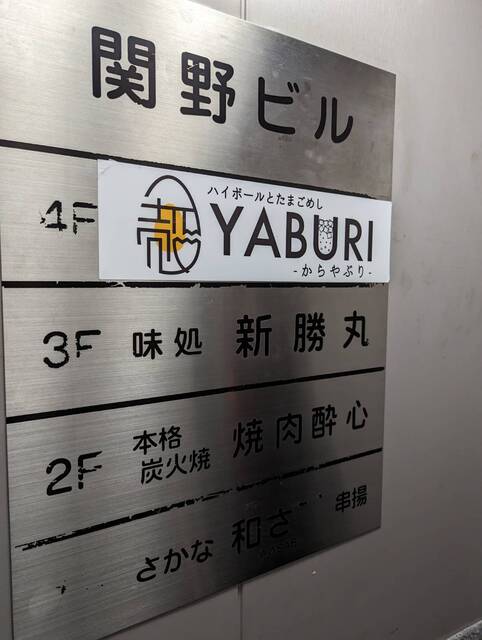 関野ビル
4F
ハイボールとたまごめし
殻 YABURI
-からやぶり-
3F 味処 新勝丸
2F 本格
炭火焼 焼肉酔心
さかな 和さ 串揚